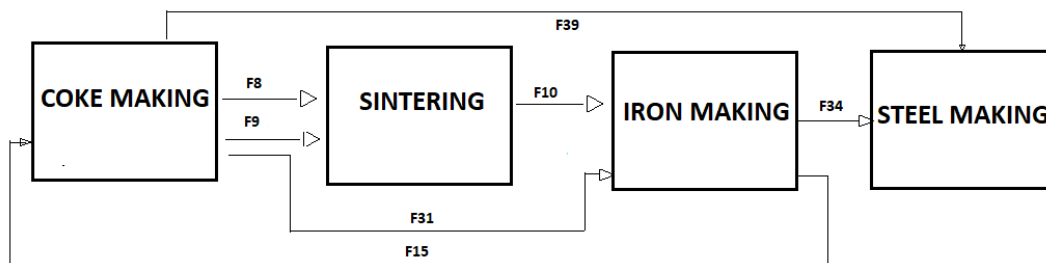 F39
COKE MAKING
F8
F9
SINTERING
F10
IRON MAKING
F34
STEEL MAKING
F31
F15